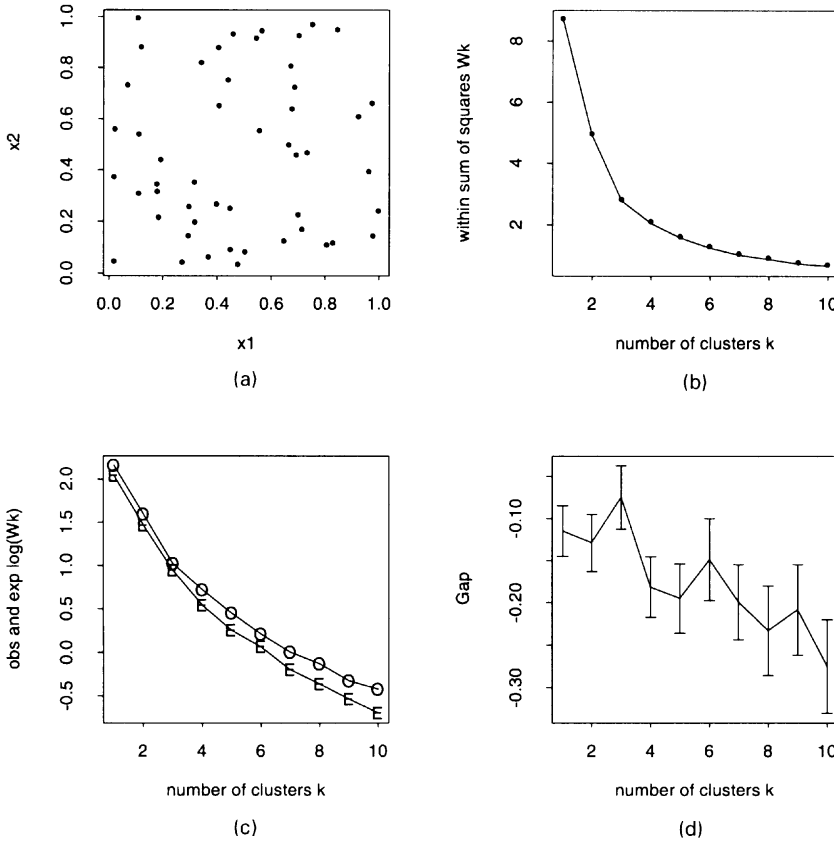 x2
1.0
0.8
0.6
0.4
0.2
0.0
0.0 0.2 0.4 0.6 0.8 1.0
x1
(a)
within sum of squares Wk
8
6
4
2
2 4 6 8 10
number of clusters k
(b)
obs and exp log(Wk)
2.0
1.5
1.0
0.5
0.0
-0.5
O O O O O O O O O O
E E E E E E E E E E
2 4 6 8 10
number of clusters k
(c)
Gap
-0.10
-0.20
-0.30
2 4 6 8 10
number of clusters k
(d)